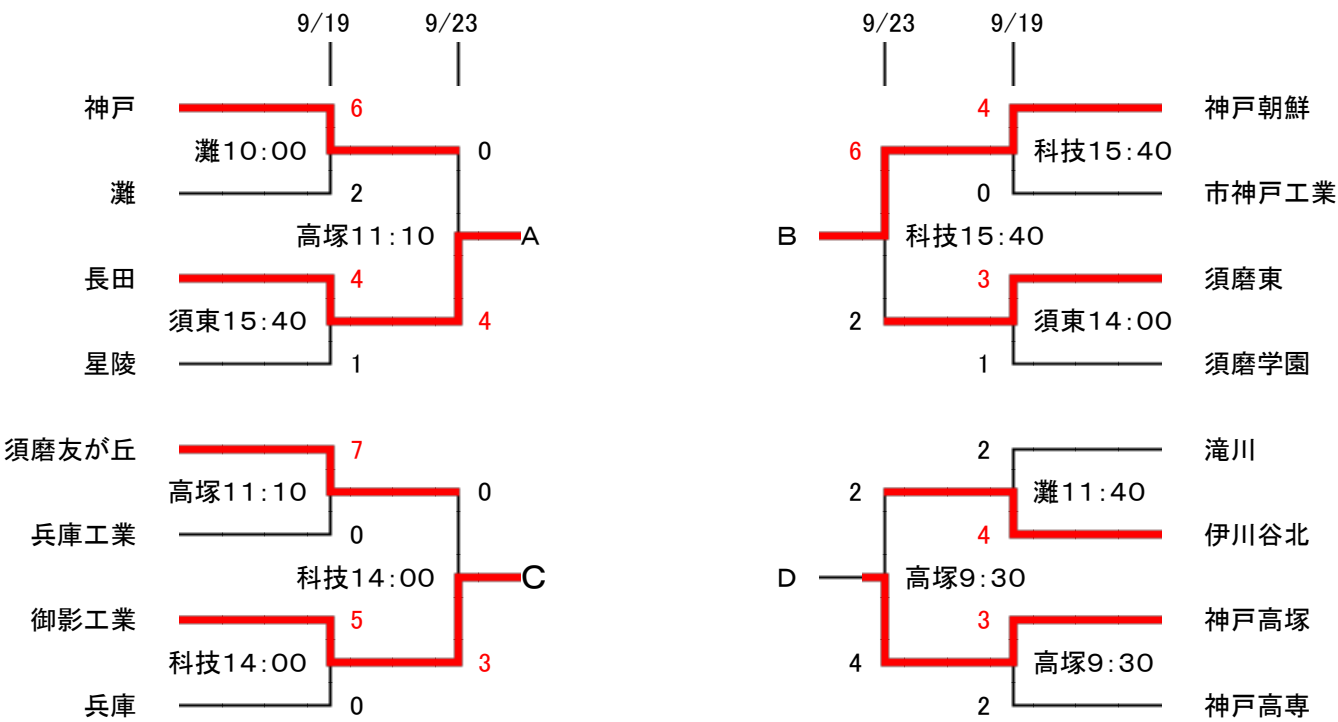 9/19 9/23 9/23 9/19
神戸 6 4 神戸朝鮮
灘10:00 0 6 科技15:40
灘 2 0 市神戸工業
高塚11:10 A B 科技15:40
長田 4 3 須磨東
須東15:40 4 2 須東14:00
星陵 1 1 須磨学園
須磨友が丘 7 2 滝川
高塚11:10 0 2 灘11:40
兵庫工業 0 4 伊川谷北
科技14:00 C D 高塚9:30
御影工業 5 3 神戸高塚
科技14:00 3 4 高塚9:30
兵庫 0 2 神戸高専